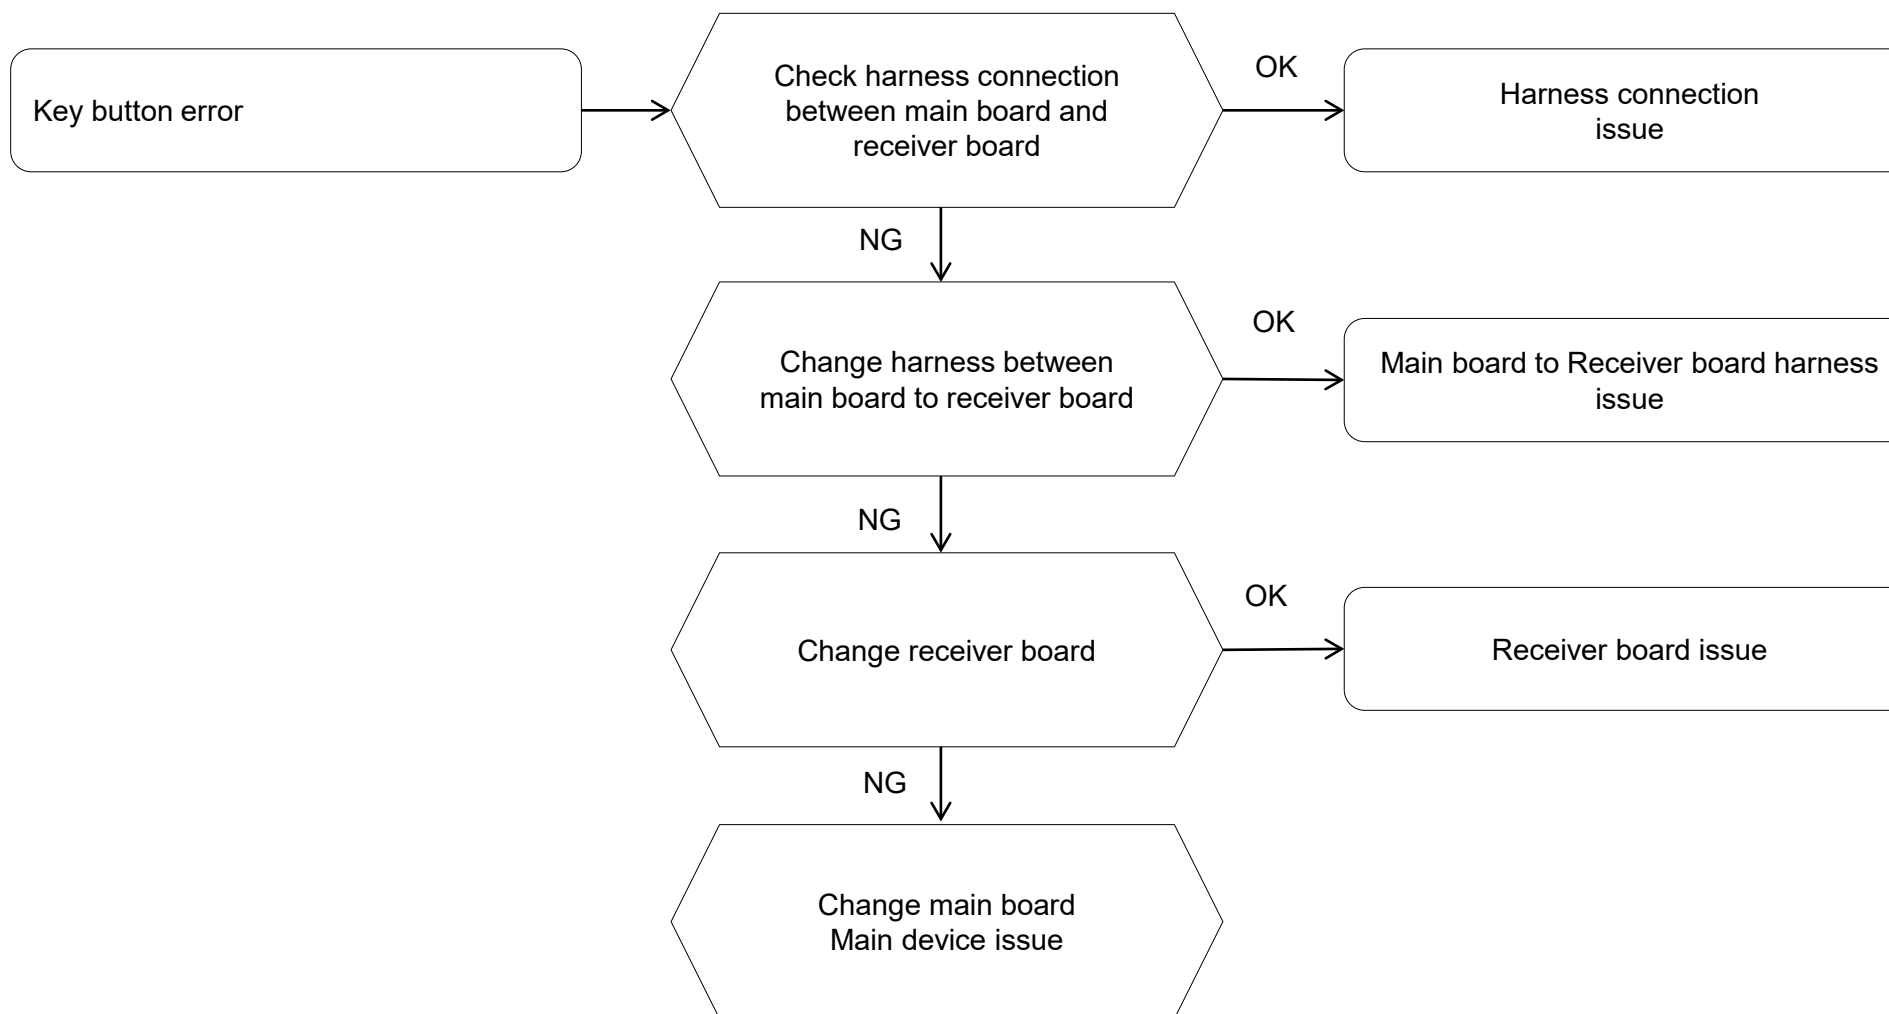 Key button error
Check harness connection
between main board and
receiver board
OK
Harness connection
issue
NG
Change harness between
main board to receiver board
OK
Main board to Receiver board harness
issue
NG
Change receiver board
OK
Receiver board issue
NG
Change main board
Main device issue